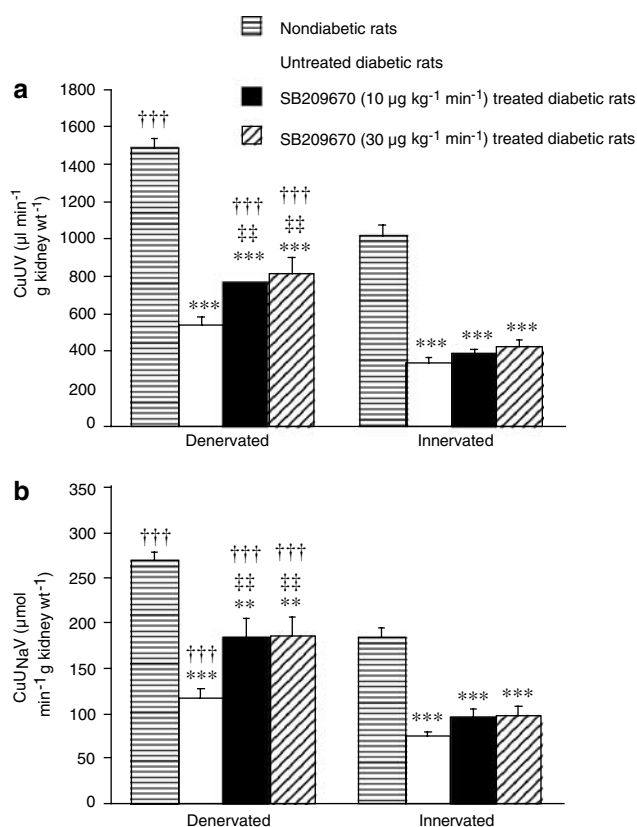 Nondiabetic rats
Untreated diabetic rats
SB209670 (10 µg kg⁻¹ min⁻¹) treated diabetic rats
SB209670 (30 µg kg⁻¹ min⁻¹) treated diabetic rats
a
CuUV (µl min⁻¹
g kidney wt⁻¹)
1800
1600
1400
1200
1000
800
600
400
200
0
†††
***
†††
‡‡
***
†††
‡‡
***
***
***
***
Denervated
Innervated
b
CuU_NaV (µmol
min⁻¹ g kidney wt⁻¹)
350
300
250
200
150
100
50
0
†††
†††
***
†††
‡‡
**
†††
‡‡
**
***
***
***
Denervated
Innervated